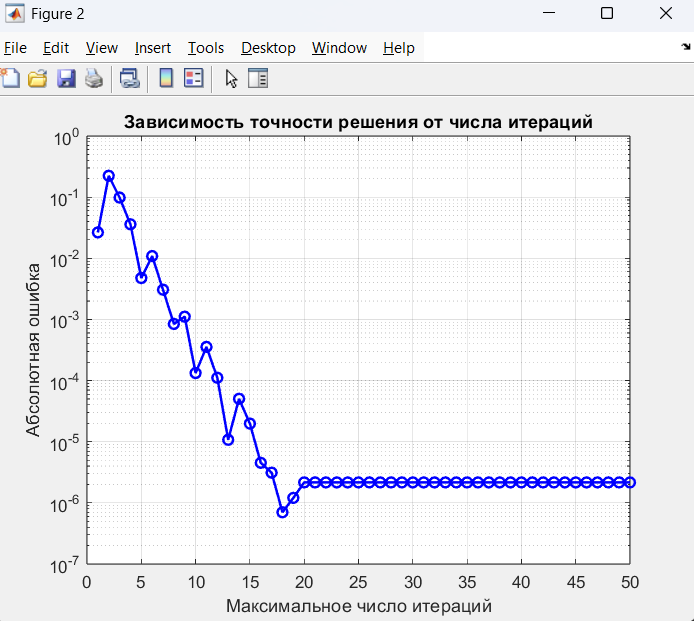 Figure 2
File Edit View Insert Tools Desktop Window Help
Зависимость точности решения от числа итераций
10^0
10^-1
10^-2
10^-3
10^-4
10^-5
10^-6
10^-7
Абсолютная ошибка
0 5 10 15 20 25 30 35 40 45 50
Максимальное число итераций